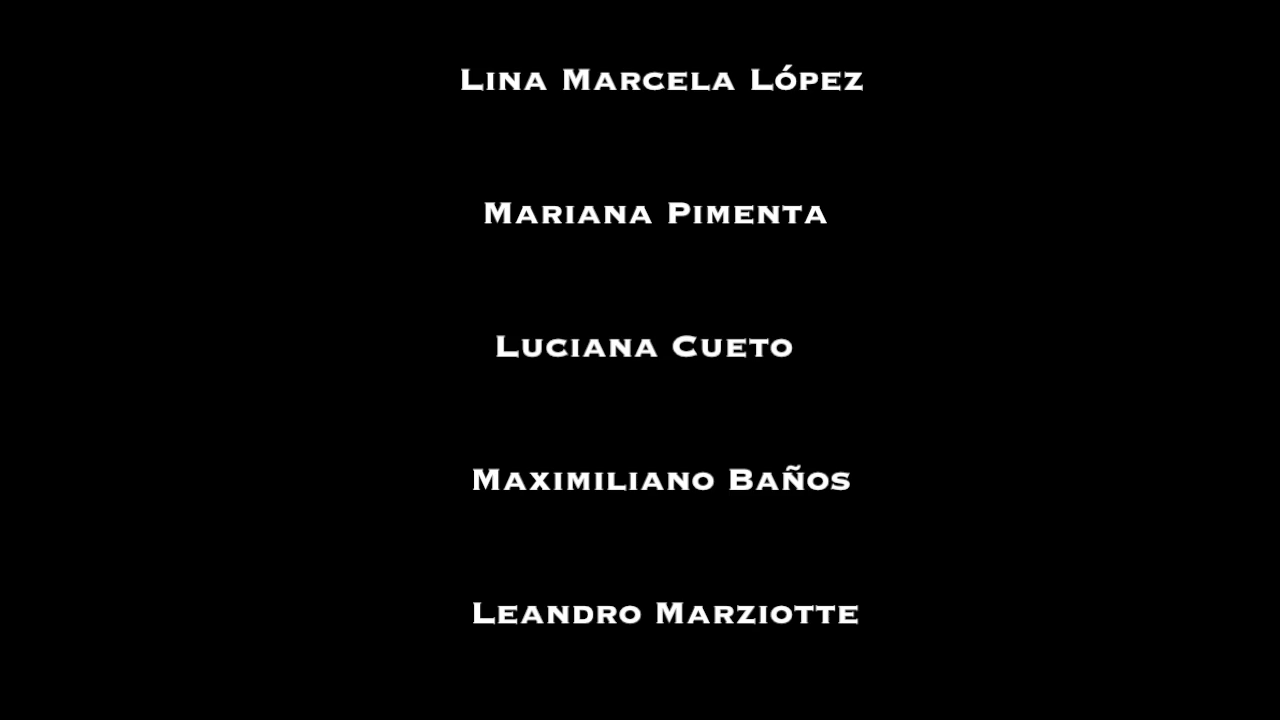 Lina Marcela López
Mariana Pimenta
Luciana Cueto
Maximiliano Baños
Leandro Marziotte